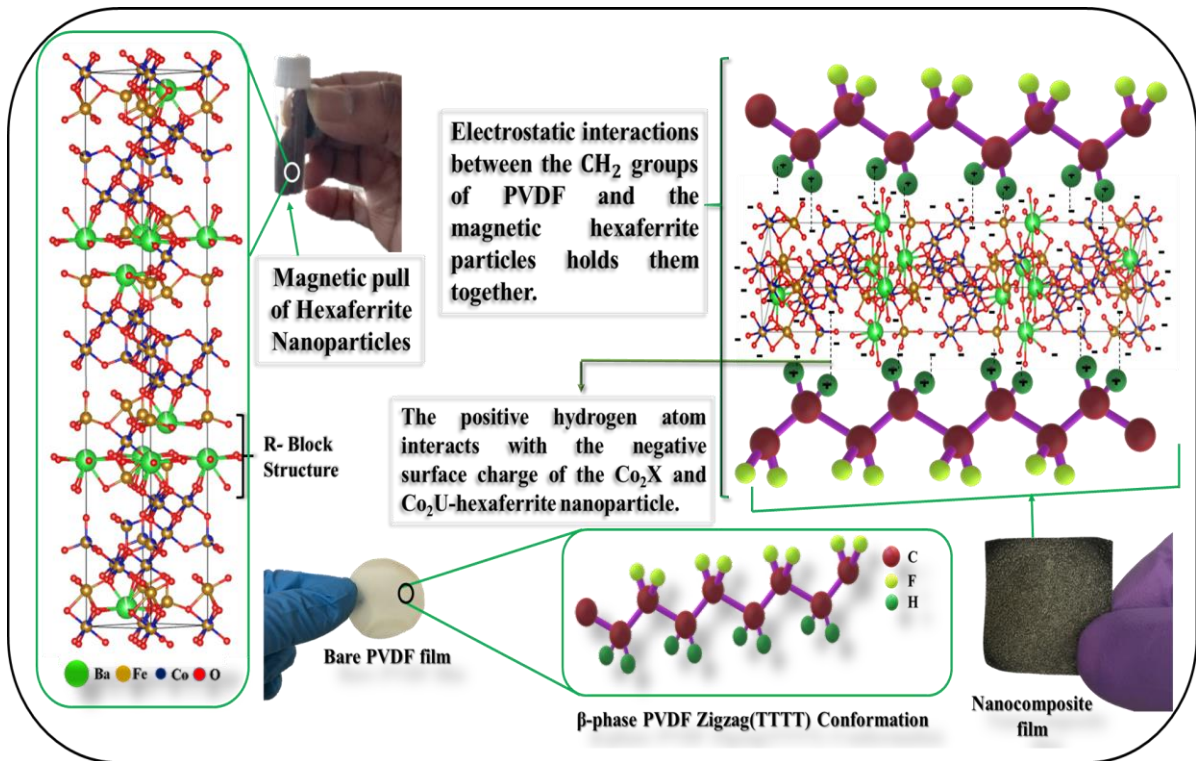 Ba Fe Co O
R- Block
Structure
Magnetic pull
of Hexaferrite
Nanoparticles
Electrostatic interactions
between the CH₂ groups
of PVDF and the
magnetic hexaferrite
particles holds them
together.
The positive hydrogen atom
interacts with the negative
surface charge of the Co₂X and
Co₂U-hexaferrite nanoparticle.
Bare PVDF film
C
F
H
β-phase PVDF Zigzag(TTTT) Conformation
Nanocomposite
film